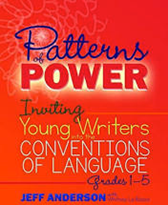 Patterns
of
POWER
Inviting
Young Writers
into the
CONVENTIONS
OF LANGUAGE
Grades 1-5
JEFF ANDERSON